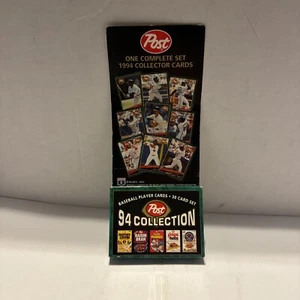 Post
ONE COMPLETE SET
1994 COLLECTOR CARDS
BASEBALL PLAYER CARDS • 30 CARD SET
Post
94 COLLECTION